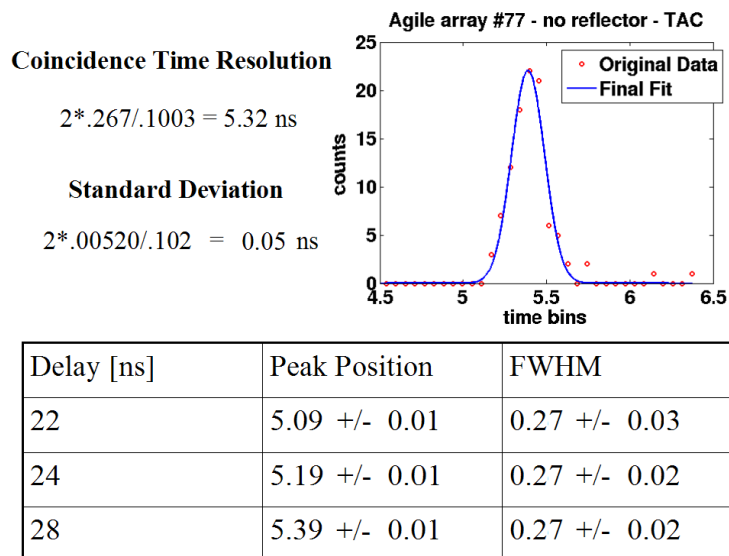 Coincidence Time Resolution
2*.267/.1003 = 5.32 ns
Standard Deviation
2*.00520/.102 = 0.05 ns
Agile array #77 - no reflector - TAC
25
20
15
10
5
0
counts
Original Data
Final Fit
4.5 5 5.5 6 6.5
time bins
Delay [ns] Peak Position FWHM
22 5.09 +/- 0.01 0.27 +/- 0.03
24 5.19 +/- 0.01 0.27 +/- 0.02
28 5.39 +/- 0.01 0.27 +/- 0.02